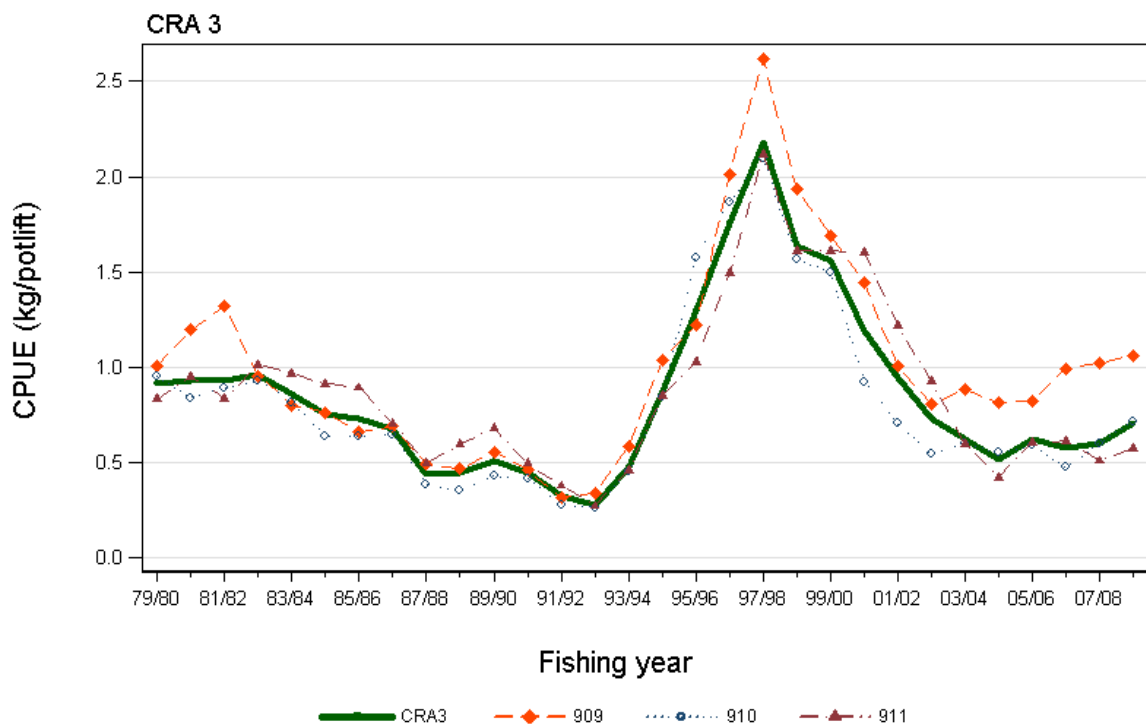 CRA 3
CPUE (kg/potlift)
2.5
2.0
1.5
1.0
0.5
0.0
79/80 81/82 83/84 85/86 87/88 89/90 91/92 93/94 95/96 97/98 99/00 01/02 03/04 05/06 07/08
Fishing year
CRA3 909 910 911